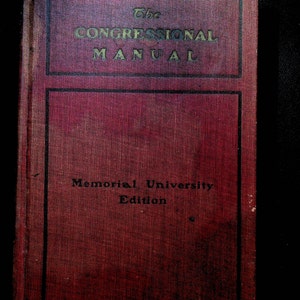 The
CONGRESSIONAL
MANUAL
Memorial University
Edition